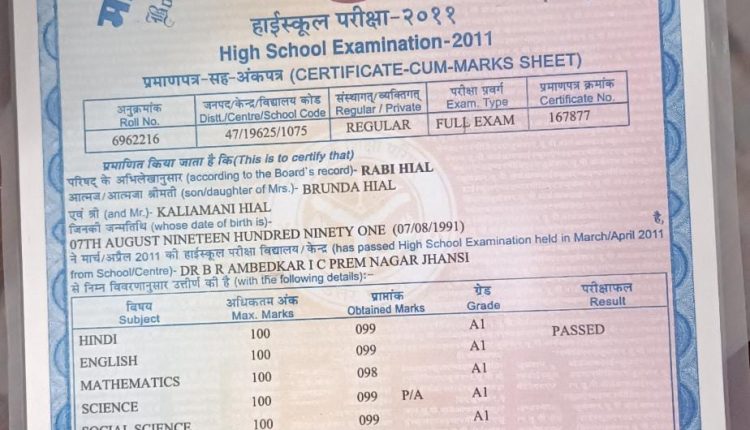 हाईस्कूल परीक्षा-२०११
High School Examination-2011
प्रमाणपत्र-सह-अंकपत्र (CERTIFICATE-CUM-MARKS SHEET)
अनुक्रमांक जनपद/केन्द्र/विद्यालय कोड संस्थागत/व्यक्तिगत परीक्षा प्रवर्ग प्रमाणपत्र क्रमांक
Roll No. Distt./Centre/School Code Regular / Private Exam. Type Certificate No.
6962216 47/19625/1075 REGULAR FULL EXAM 167877
प्रमाणित किया जाता है कि(This is to certify that)
परिषद् के अभिलेखानुसार (according to the Board's record)- RABI HIAL
आत्मज/आत्मजा श्रीमती (son/daughter of Mrs.)- BRUNDA HIAL
एवं श्री (and Mr.)- KALIAMANI HIAL
जिनकी जन्मतिथि (whose date of birth is)-
07TH AUGUST NINETEEN HUNDRED NINETY ONE (07/08/1991) है,
ने मार्च/अप्रैल 2011 की हाईस्कूल परीक्षा विद्यालय/केन्द्र (has passed High School Examination held in March/April 2011
from School/Centre)- DR B R AMBEDKAR I C PREM NAGAR JHANSI
से निम्न विवरणानुसार उत्तीर्ण की है (with the following details):-
विषय अधिकतम अंक प्राप्तांक ग्रेड परीक्षाफल
Subject Max. Marks Obtained Marks Grade Result
HINDI 100 099 A1 PASSED
ENGLISH 100 099 A1
MATHEMATICS 100 098 A1
SCIENCE 100 099 P/A A1
SOCIAL SCIENCE 100 099 A1